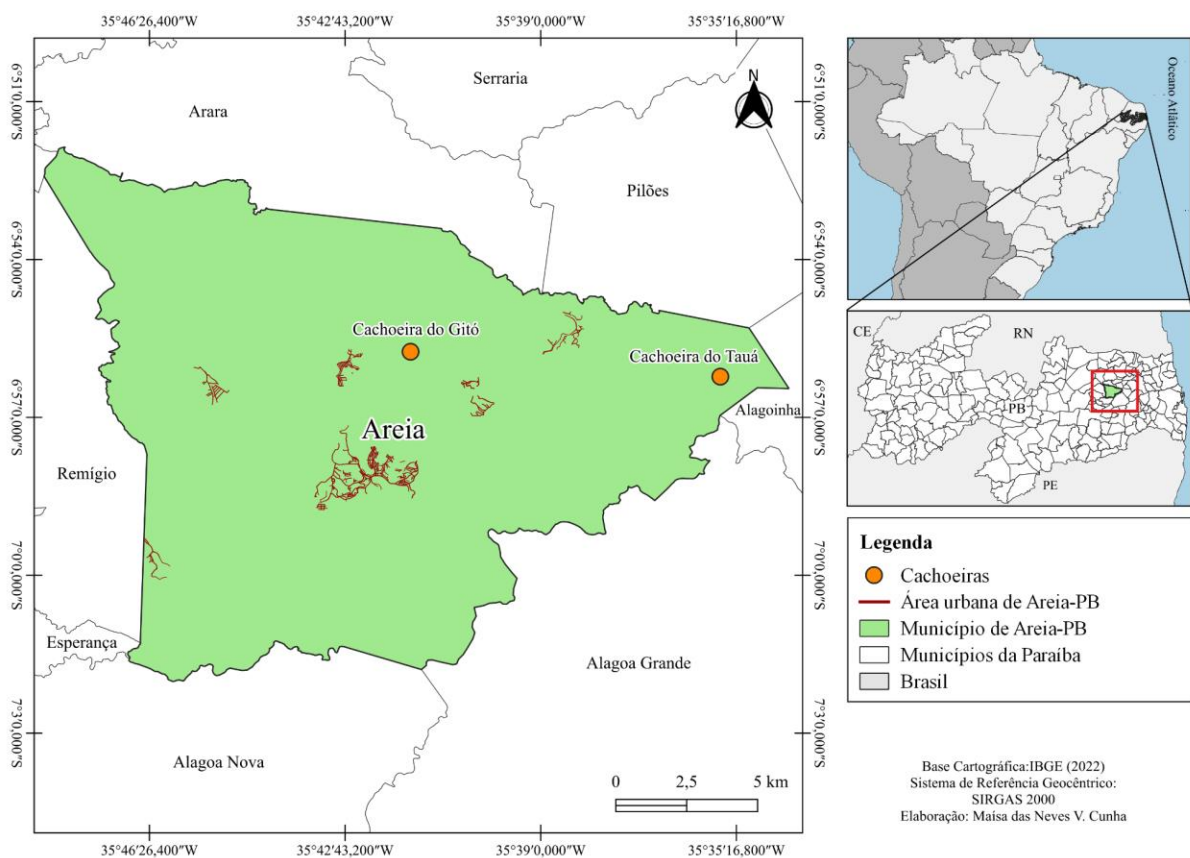 35°46'26,400"W
35°42'43,200"W
35°39'0,000"W
35°35'16,800"W
6°51'0,000"S
6°54'0,000"S
6°57'0,000"S
7°0'0,000"S
7°3'0,000"S
Serraria
Arara
N
Pilões
Cachoeira do Gitó
Cachoeira do Tauá
Areia
Alagoinha
Remígio
Esperança
Alagoa Grande
Alagoa Nova
0 2,5 5 km
6°51'0,000"S
6°54'0,000"S
6°57'0,000"S
7°0'0,000"S
7°3'0,000"S
35°46'26,400"W
35°42'43,200"W
35°39'0,000"W
35°35'16,800"W
Oceano Atlático
CE
RN
PB
PE
Legenda
Cachoeiras
Área urbana de Areia-PB
Município de Areia-PB
Municípios da Paraíba
Brasil
Base Cartográfica:IBGE (2022)
Sistema de Referência Geocêntrico:
SIRGAS 2000
Elaboração: Maísa das Neves V. Cunha